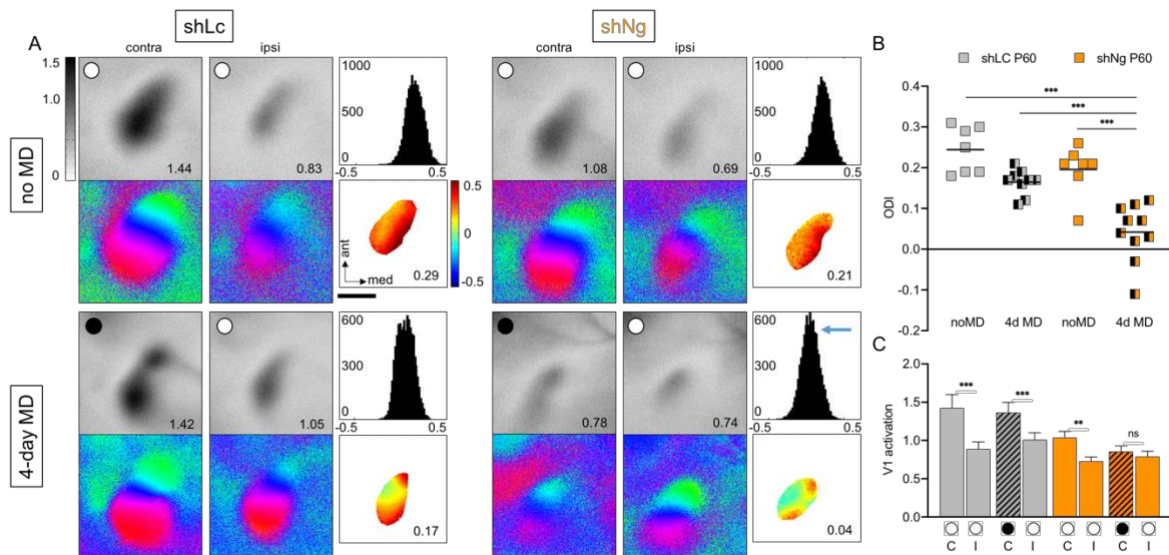 shLc
shNg
A
contra
ipsi
contra
ipsi
no MD
1.5
1.0
0
1.44
0.83
1000
500
0
-0.5
0.5
1.08
0.69
1000
500
0
-0.5
0.5
ant
med
0.29
0.5
0
-0.5
0.21
4-day MD
1.42
1.05
600
300
0
-0.5
0.5
0.78
0.74
600
300
0
-0.5
0.5
0.17
0.04
B
shLC P60
shNg P60
***
***
***
ODI
0.3
0.2
0.1
0.0
-0.1
-0.2
noMD
4d MD
noMD
4d MD
C
V1 activation
2.0
1.5
1.0
0.5
0.0
***
***
**
ns
C I C I C I C I